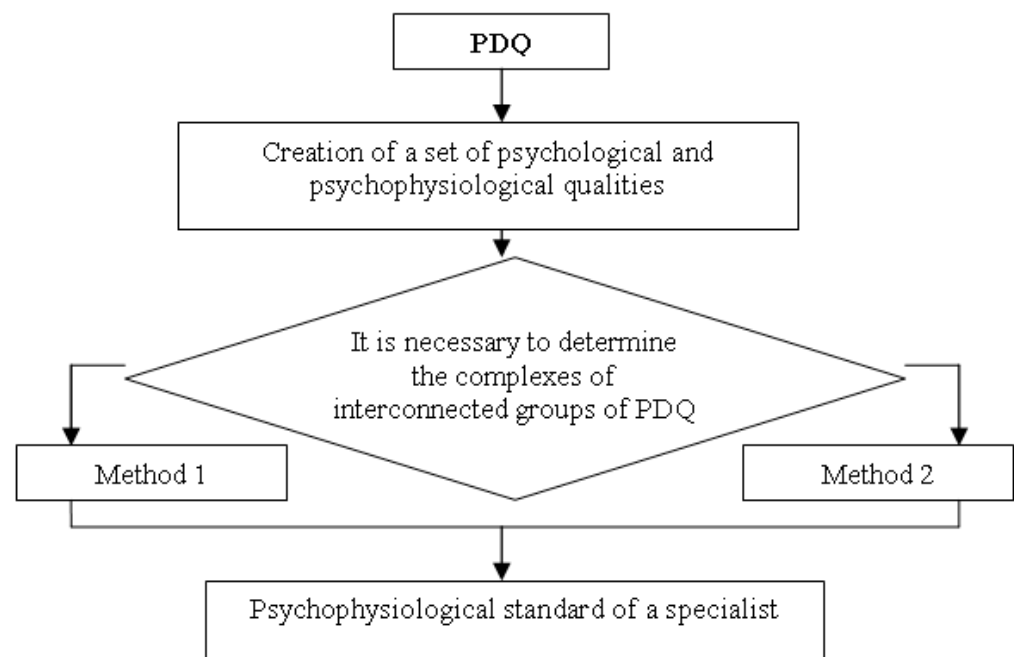 PDQ
Creation of a set of psychological and
psychophysiological qualities
It is necessary to determine
the complexes of
interconnected groups of PDQ
Method 1
Method 2
Psychophysiological standard of a specialist